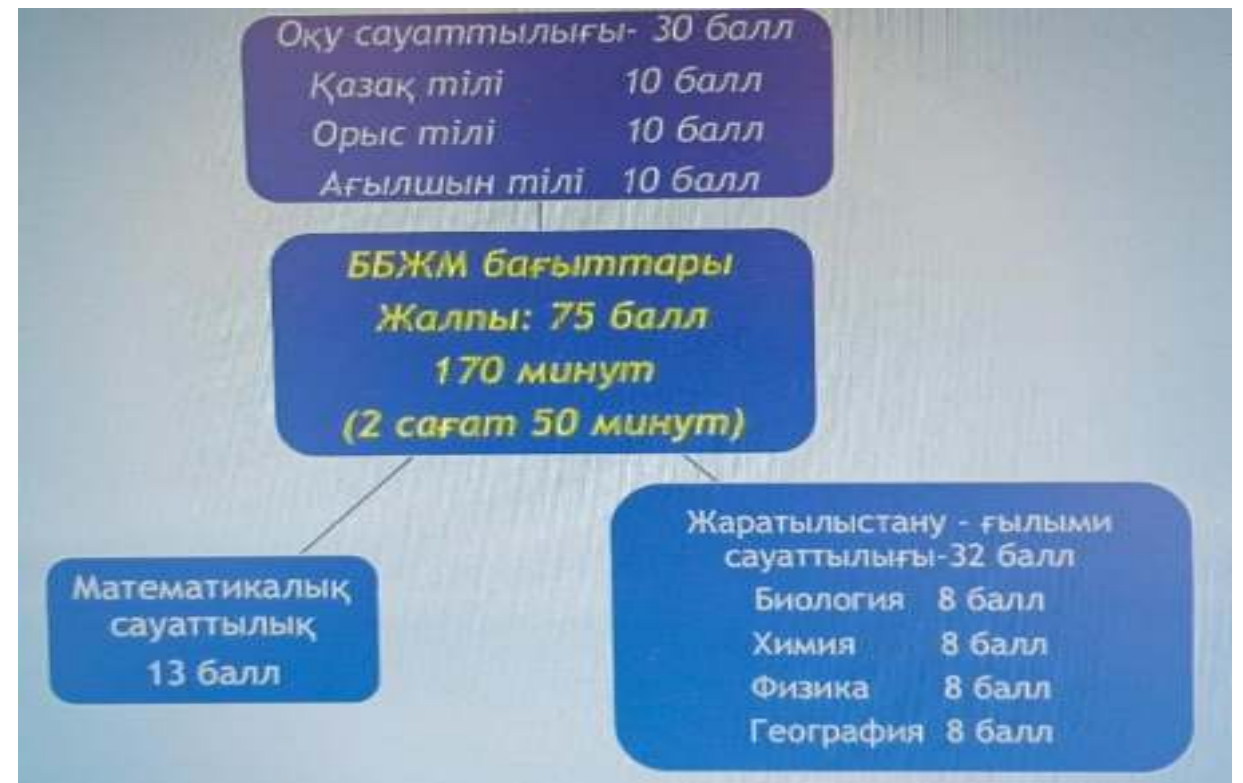 Оқу сауаттылығы- 30 балл
Қазақ тілі 10 балл
Орыс тілі 10 балл
Ағылшын тілі 10 балл
ББЖМ бағыттары
Жалпы: 75 балл
170 минут
(2 сағат 50 минут)
Математикалық
сауаттылық
13 балл
Жаратылыстану - ғылыми
сауаттылығы-32 балл
Биология 8 балл
Химия 8 балл
Физика 8 балл
География 8 балл